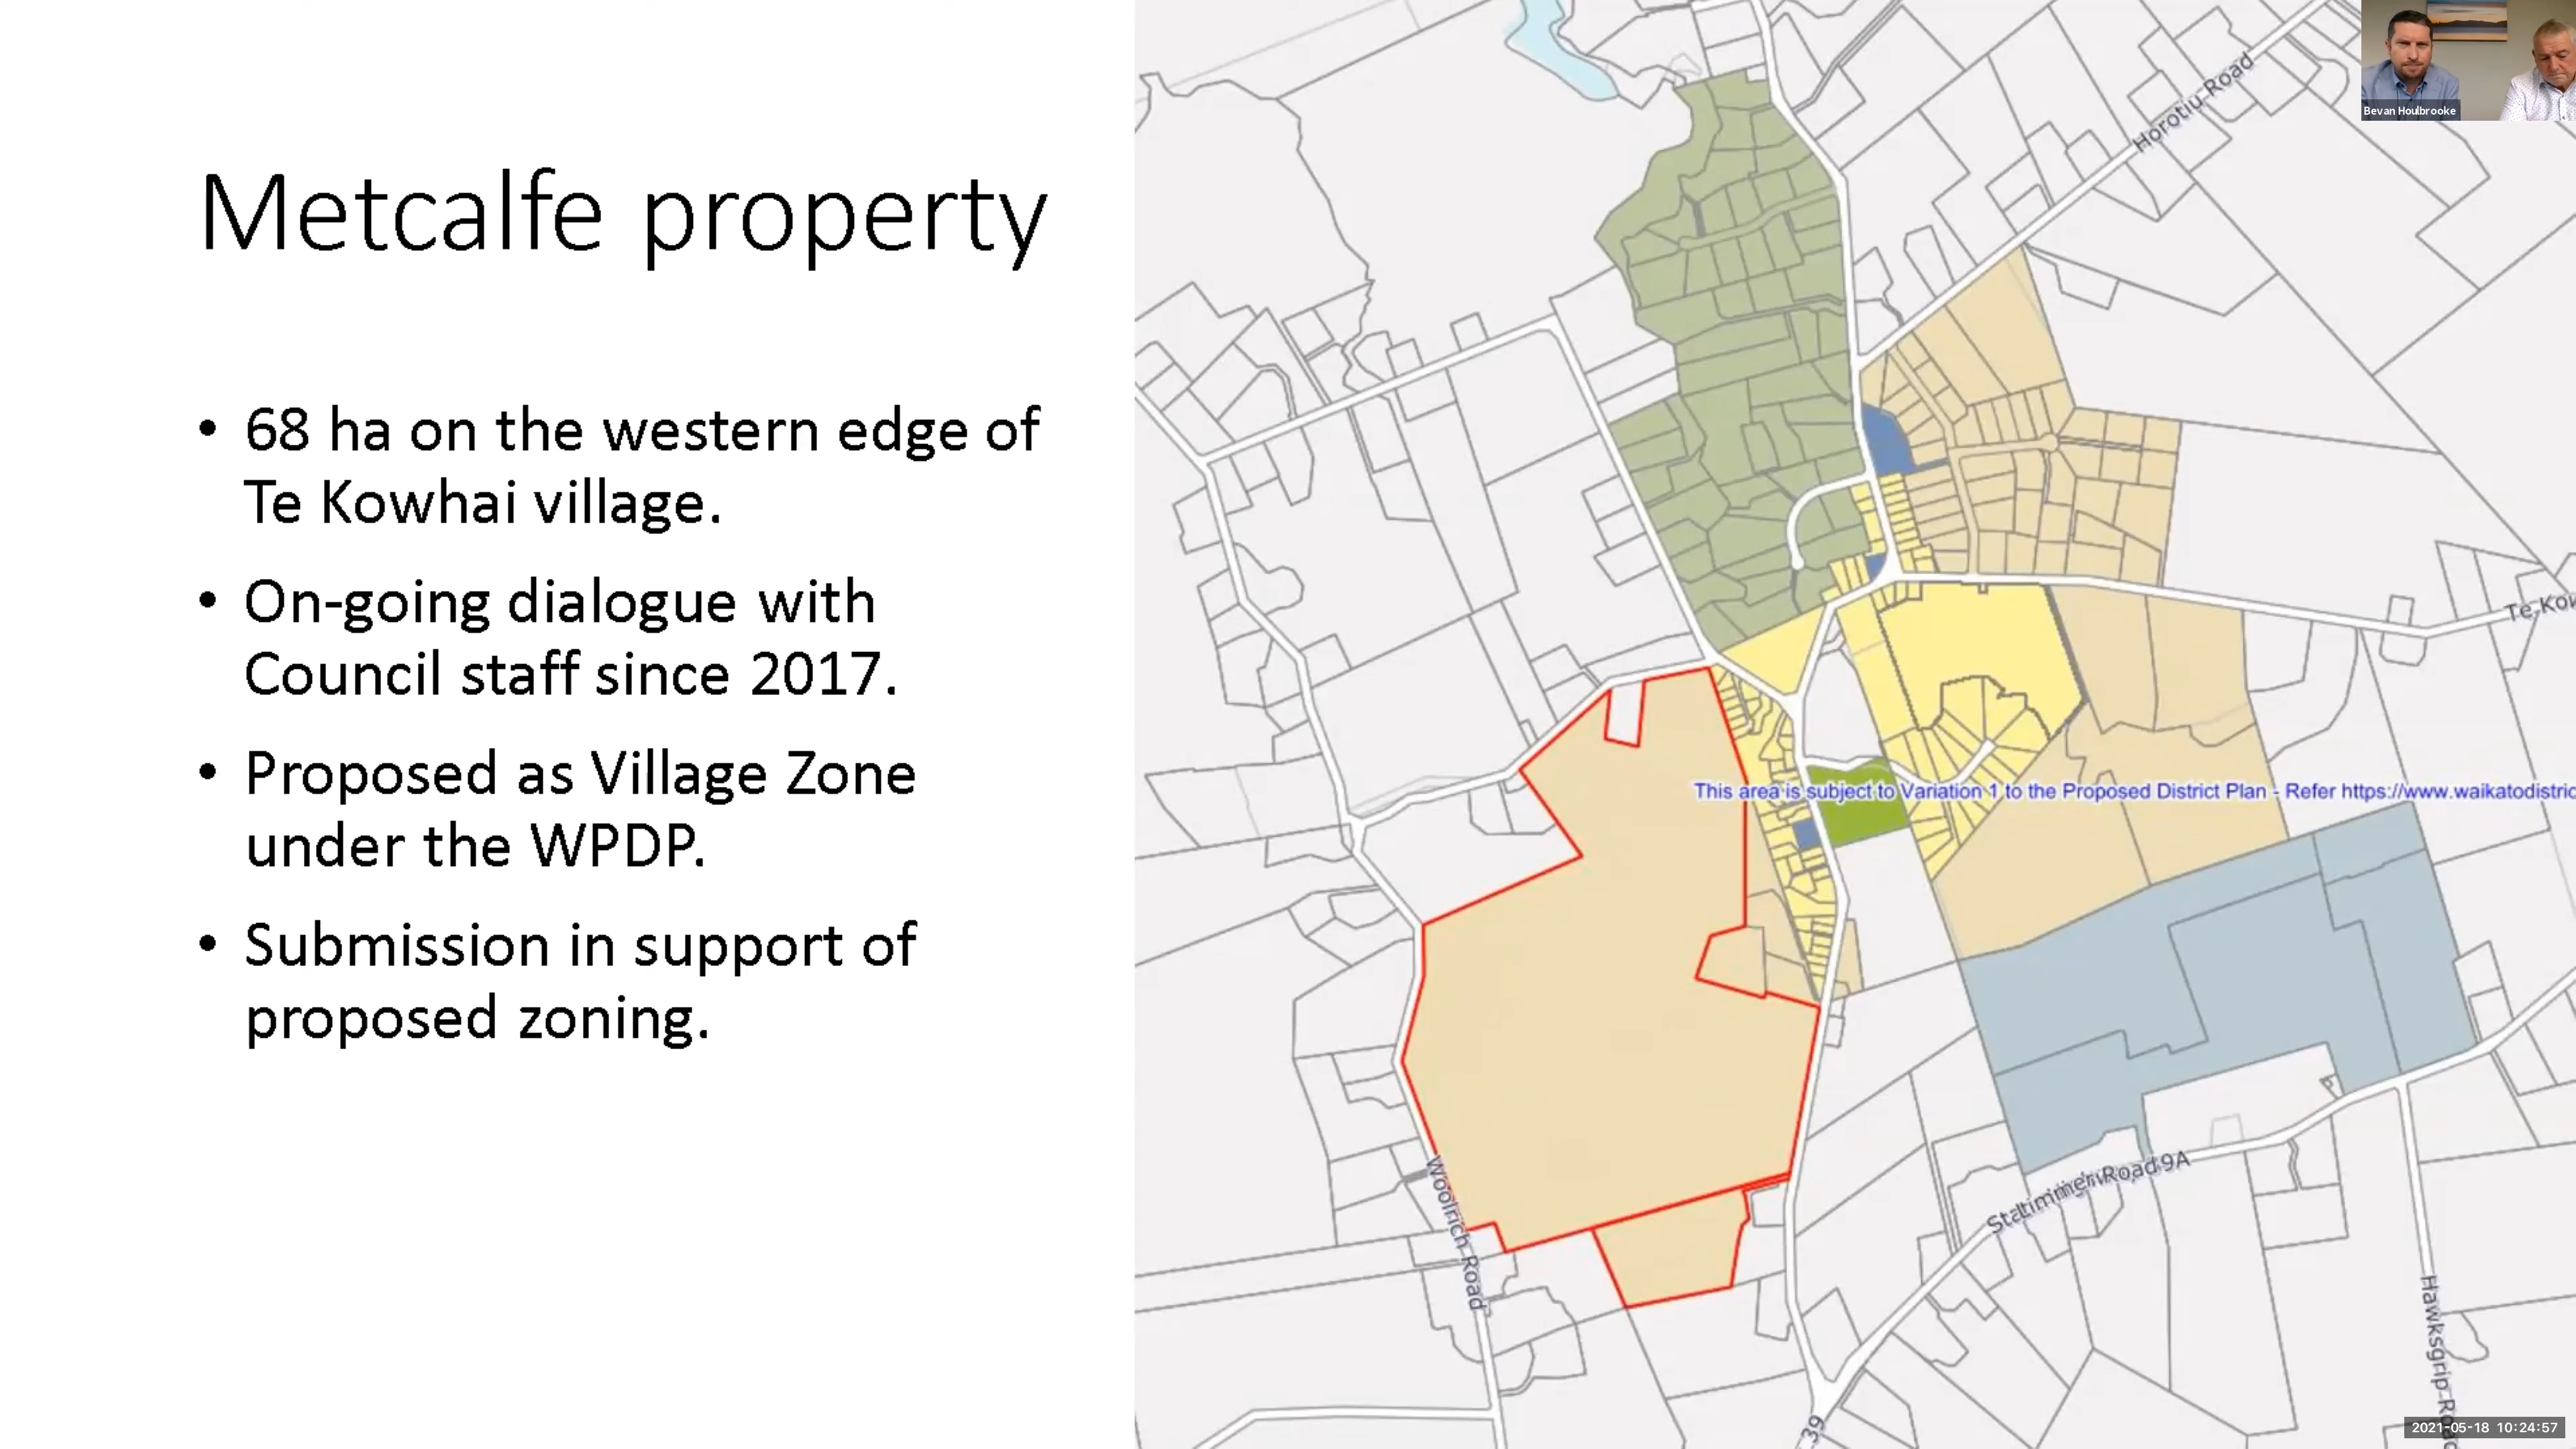 Metcalfe property
• 68 ha on the western edge of
Te Kowhai village.
• On-going dialogue with
Council staff since 2017.
• Proposed as Village Zone
under the WPDP.
• Submission in support of
proposed zoning.
Bevan Houlbrooke
Horotiu Road
This area is subject to Variation 1 to the Proposed District Plan - Refer https://www.waikatodistric
Woolrich Road
Road 9A
39
2021-05-18 10:24:57